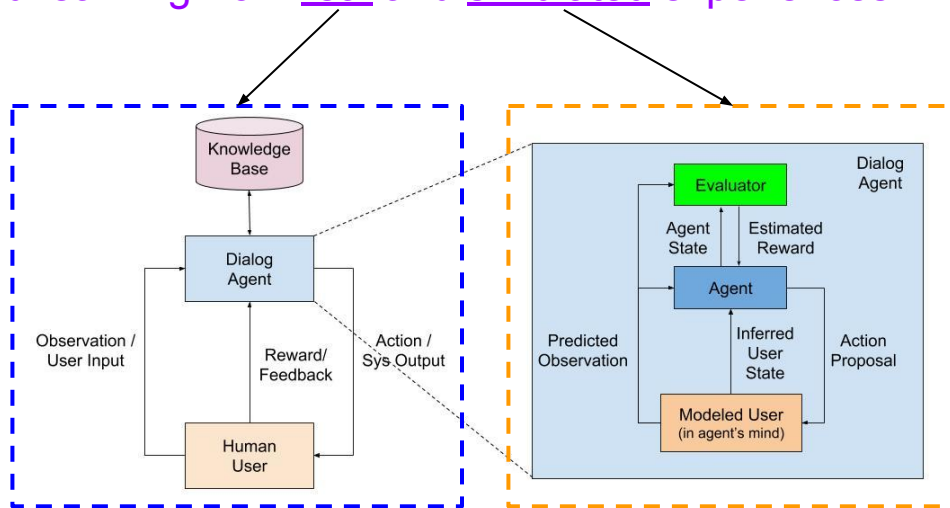 Knowledge
Base
Dialog
Agent
Observation /
User Input
Reward/
Feedback
Action /
Sys Output
Human
User
Dialog
Agent
Evaluator
Agent
State
Estimated
Reward
Agent
Predicted
Observation
Inferred
User
State
Action
Proposal
Modeled User
(in agent's mind)